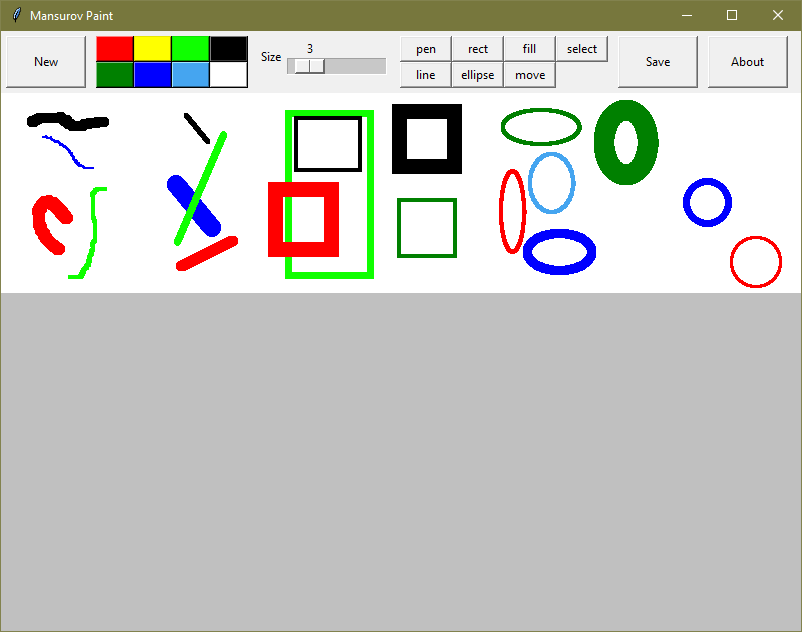 Mansurov Paint
New
Size
3
pen rect fill select
line ellipse move
Save
About